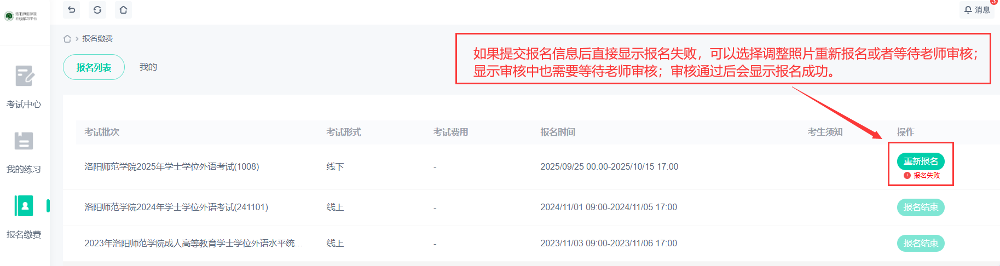 洛阳师范学院
在线学习平台
消息
3
报名缴费
如果提交报名信息后直接显示报名失败，可以选择调整照片重新报名或者等待老师审核；
显示审核中也需要等待老师审核；审核通过后会显示报名成功。
报名列表 我的
考试中心
我的练习
报名缴费
考试批次 考试形式 考试费用 报名时间 考生须知 操作
洛阳师范学院2025年学士学位外语考试(1008) 线下 - 2025/09/25 00:00-2025/10/15 17:00 重新报名
报名失败
洛阳师范学院2024年学士学位外语考试(241101) 线上 - 2024/11/01 09:00-2024/11/05 17:00 报名结束
2023年洛阳师范学院成人高等教育学士学位外语水平统... 线上 - 2023/11/03 09:00-2023/11/06 17:00 报名结束